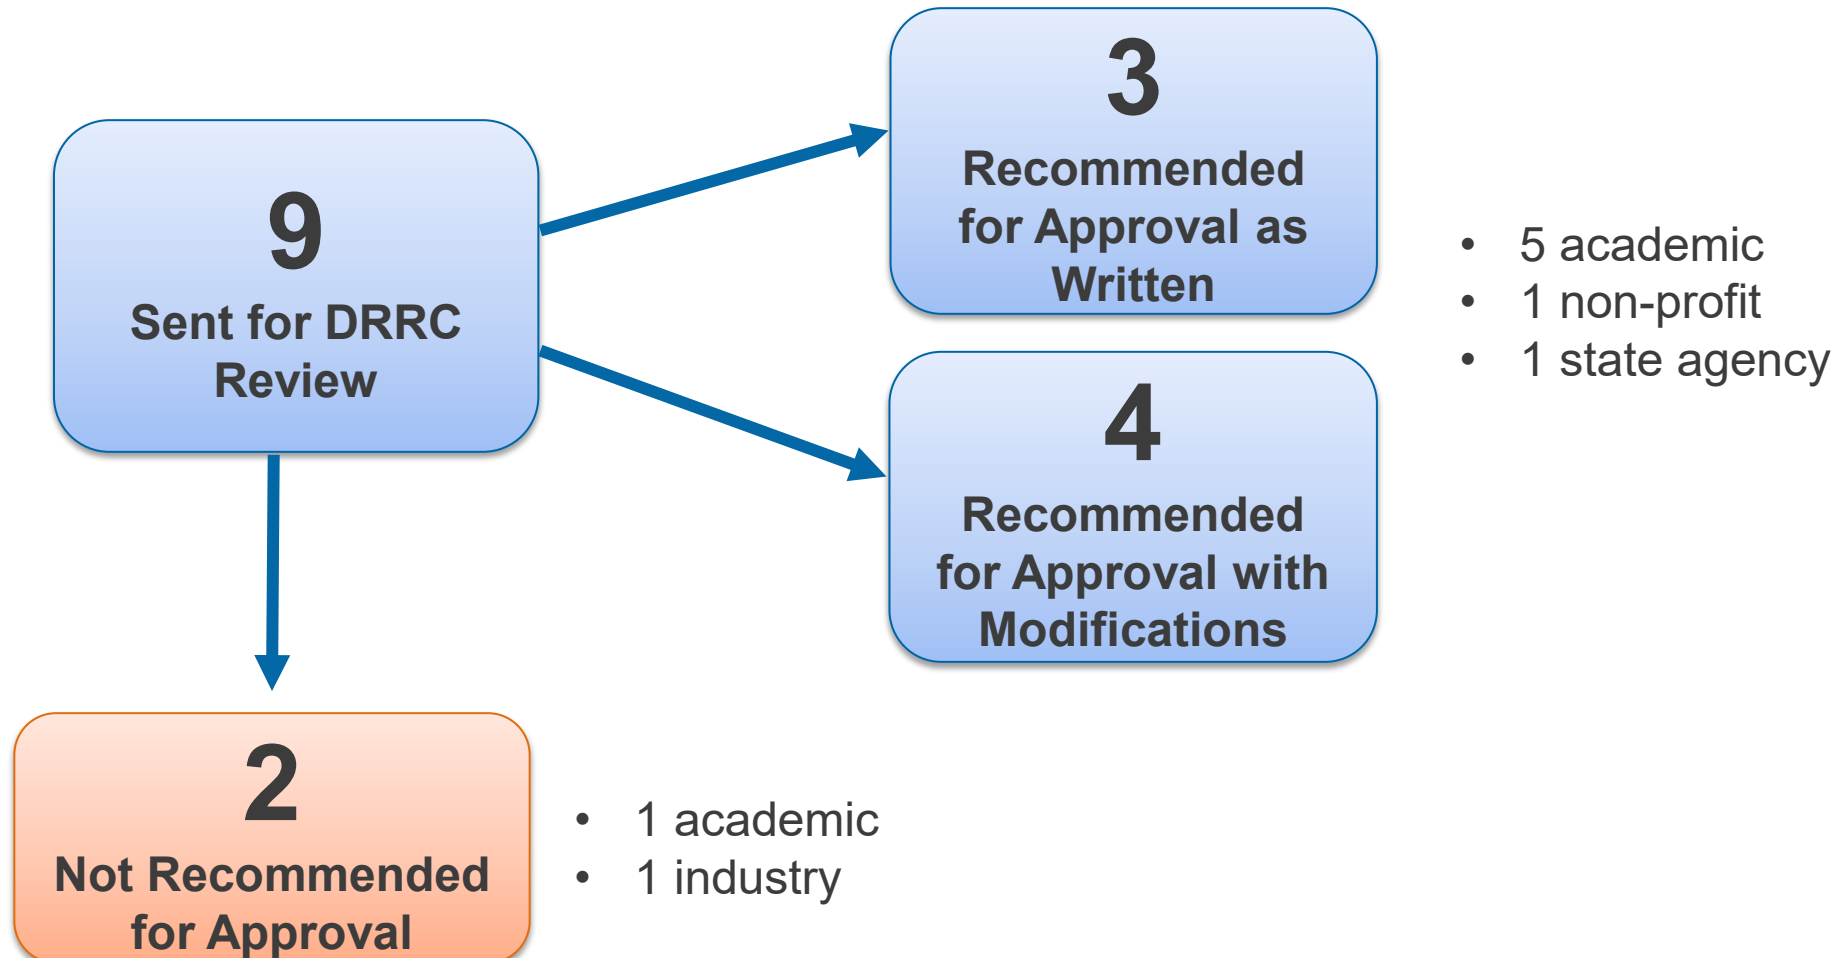 9
Sent for DRRC
Review
3
Recommended
for Approval as
Written
4
Recommended
for Approval with
Modifications
• 5 academic
• 1 non-profit
• 1 state agency
2
Not Recommended
for Approval
• 1 academic
• 1 industry